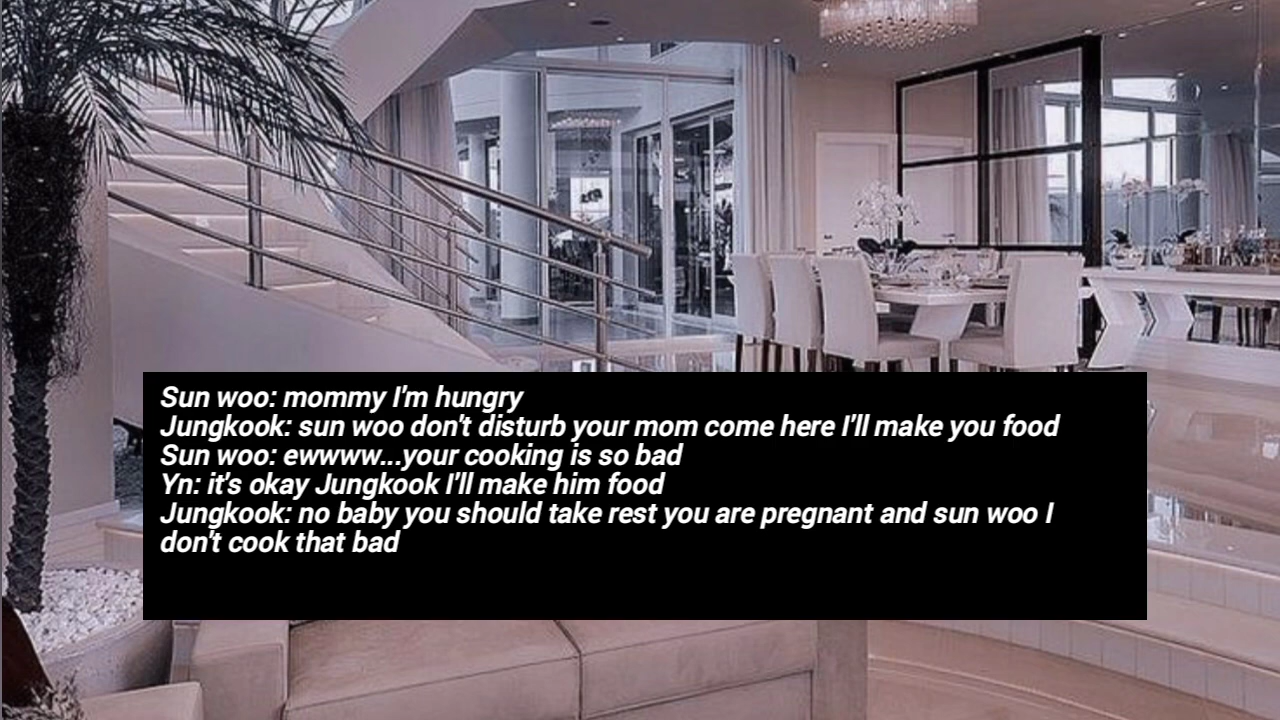 Sun woo: mommy I'm hungry
Jungkook: sun woo don't disturb your mom come here I'll make you food
Sun woo: ewwww...your cooking is so bad
Yn: it's okay Jungkook I'll make him food
Jungkook: no baby you should take rest you are pregnant and sun woo I
don't cook that bad